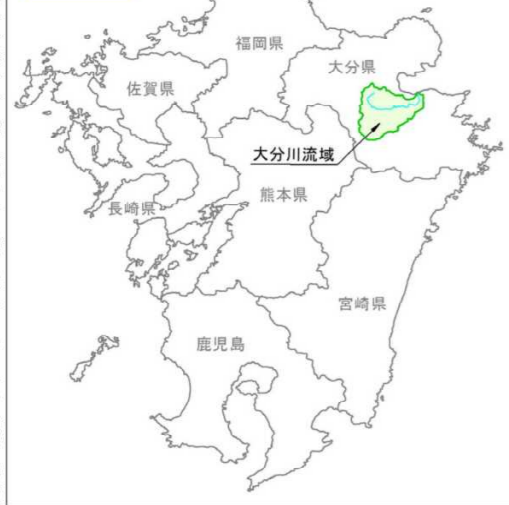 福岡県
大分県
佐賀県
大分川流域
熊本県
長崎県
宮崎県
鹿児島